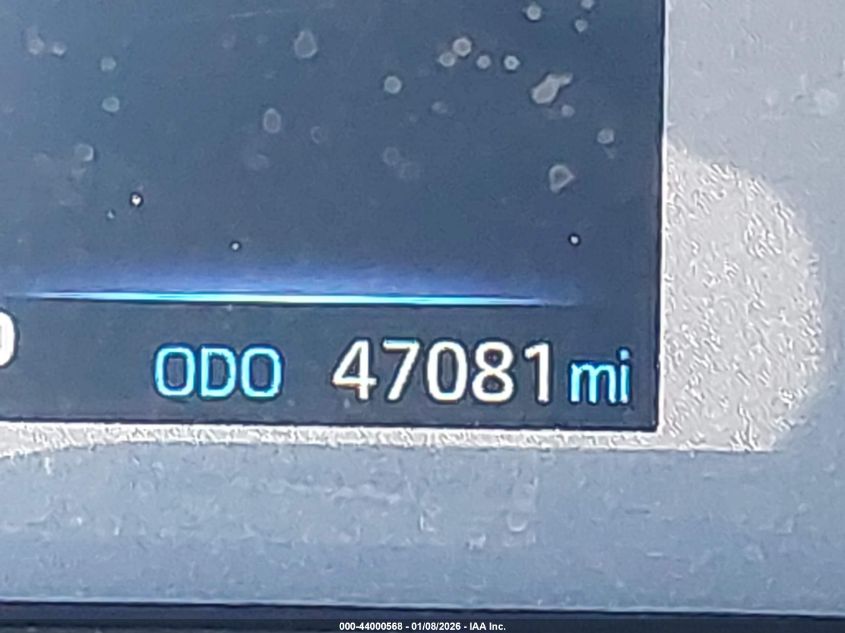 ODO 47081 mi
000-44000568 - 01/08/2026 - IAA Inc.